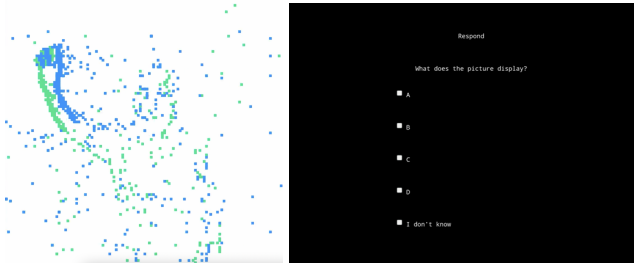 Respond
What does the picture display?
A
B
C
D
I don't know